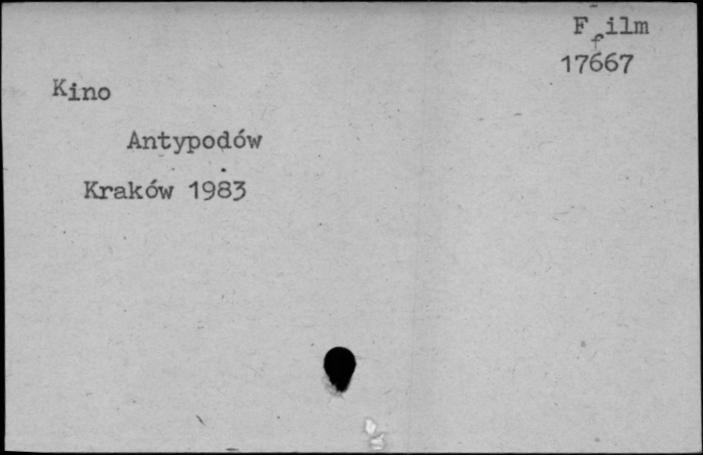 F film
17667
Kino
Antypodów
Kraków 1983